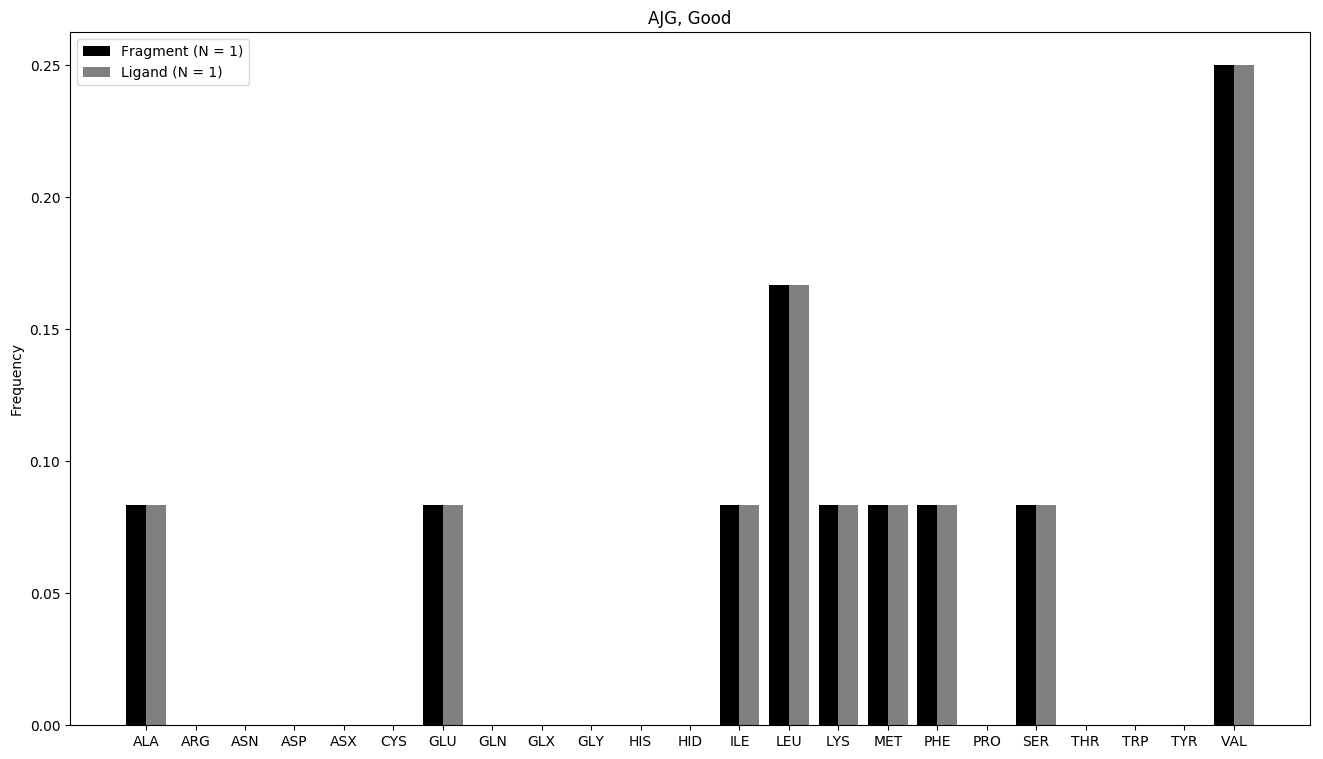 AJG, Good
Fragment (N = 1)
Ligand (N = 1)
Frequency
0.25
0.20
0.15
0.10
0.05
0.00
ALA ARG ASN ASP ASX CYS GLU GLN GLX GLY HIS HID ILE LEU LYS MET PHE PRO SER THR TRP TYR VAL